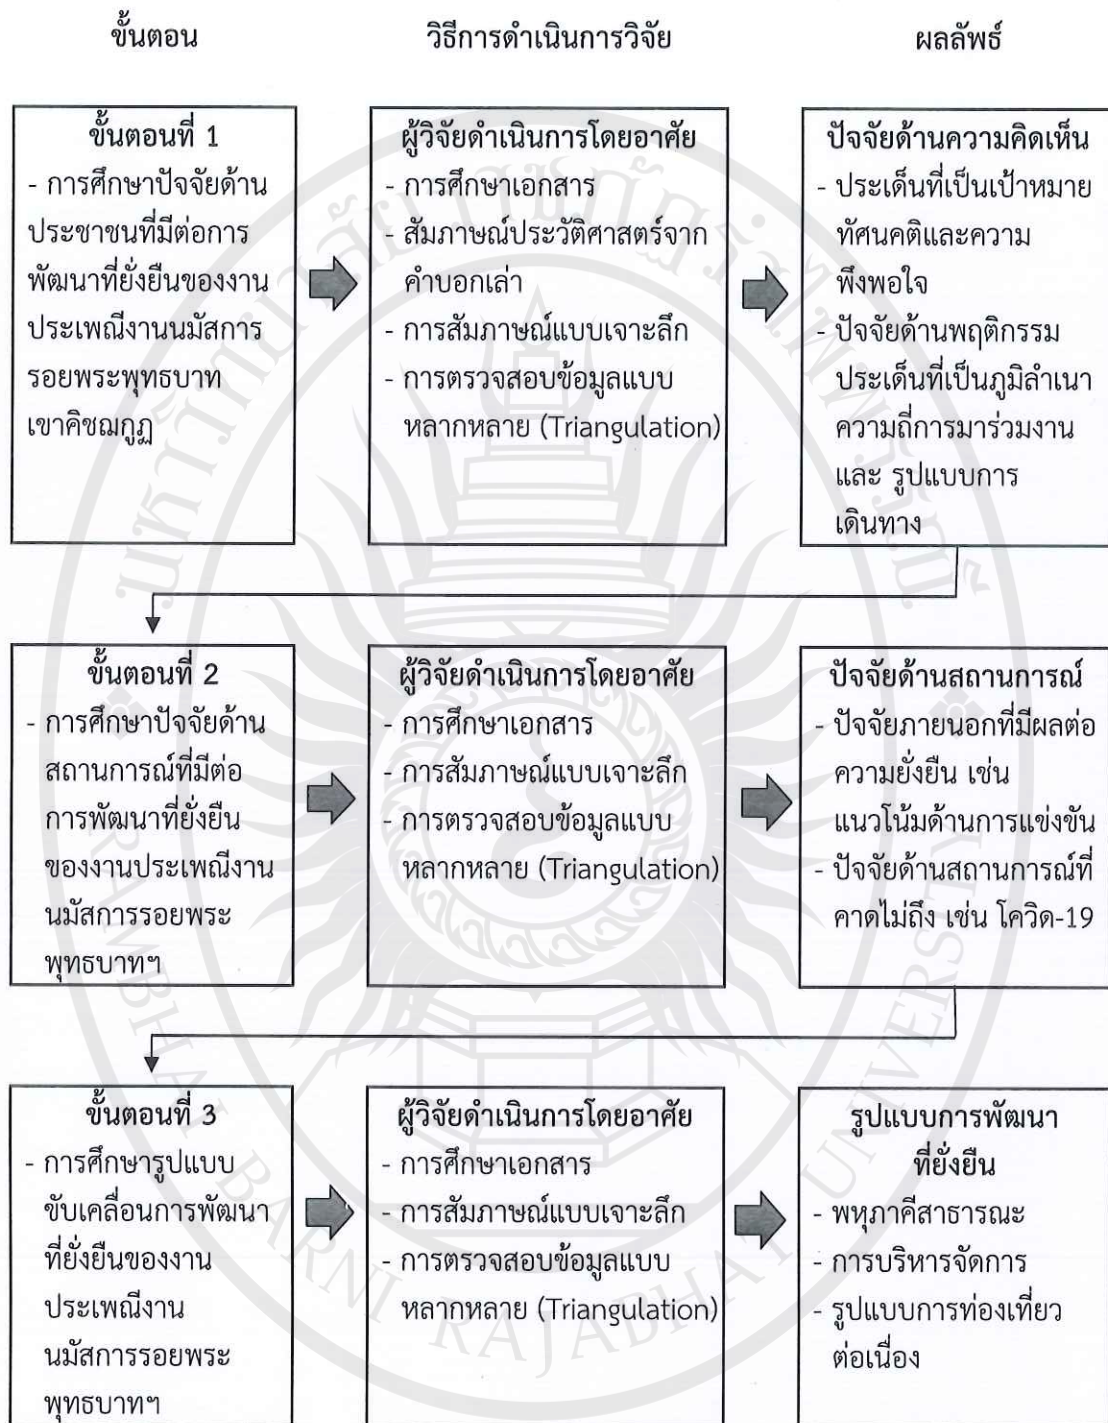 ขั้นตอน
วิธีการดำเนินการวิจัย
ผลลัพธ์
ขั้นตอนที่ 1
- การศึกษาปัจจัยด้าน
ประชาชนที่มีต่อการ
พัฒนาที่ยั่งยืนของงาน
ประเพณีงานนมัสการ
รอยพระพุทธบาท
เขาคิชฌกูฏ
ผู้วิจัยดำเนินการโดยอาศัย
- การศึกษาเอกสาร
- สัมภาษณ์ประวัติศาสตร์จาก
คำบอกเล่า
- การสัมภาษณ์แบบเจาะลึก
- การตรวจสอบข้อมูลแบบ
หลากหลาย (Triangulation)
ปัจจัยด้านความคิดเห็น
- ประเด็นที่เป็นเป้าหมาย
ทัศนคติและความ
พึงพอใจ
- ปัจจัยด้านพฤติกรรม
ประเด็นที่เป็นภูมิลำเนา
ความถี่การมาร่วมงาน
และ รูปแบบการ
เดินทาง
ขั้นตอนที่ 2
- การศึกษาปัจจัยด้าน
สถานการณ์ที่มีต่อ
การพัฒนาที่ยั่งยืน
ของงานประเพณีงาน
นมัสการรอยพระ
พุทธบาทฯ
ผู้วิจัยดำเนินการโดยอาศัย
- การศึกษาเอกสาร
- การสัมภาษณ์แบบเจาะลึก
- การตรวจสอบข้อมูลแบบ
หลากหลาย (Triangulation)
ปัจจัยด้านสถานการณ์
- ปัจจัยภายนอกที่มีผลต่อ
ความยั่งยืน เช่น
แนวโน้มด้านการแข่งขัน
- ปัจจัยด้านสถานการณ์ที่
คาดไม่ถึง เช่น โควิด-19
ขั้นตอนที่ 3
- การศึกษารูปแบบ
ขับเคลื่อนการพัฒนา
ที่ยั่งยืนของงาน
ประเพณีงาน
นมัสการรอยพระ
พุทธบาทฯ
ผู้วิจัยดำเนินการโดยอาศัย
- การศึกษาเอกสาร
- การสัมภาษณ์แบบเจาะลึก
- การตรวจสอบข้อมูลแบบ
หลากหลาย (Triangulation)
รูปแบบการพัฒนา
ที่ยั่งยืน
- พหุภาคีสาธารณะ
- การบริหารจัดการ
- รูปแบบการท่องเที่ยว
ต่อเนื่อง
มหาวิทยาลัยราชภัฏรำไพพรรณี
RAMBHAI BARNI RAJABHAT UNIVERSITY